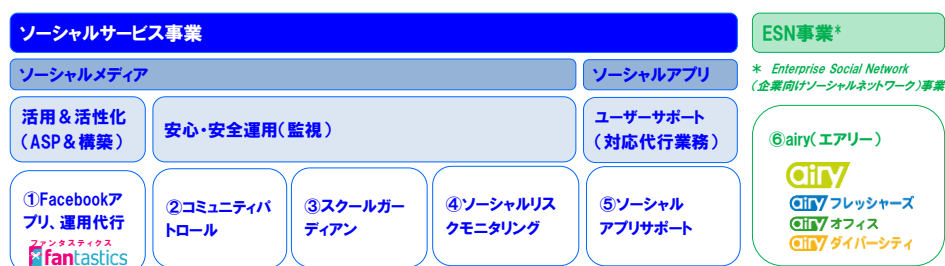 ソーシャルサービス事業
ESN事業*
ソーシャルメディア
ソーシャルアプリ
* Enterprise Social Network
(企業向けソーシャルネットワーク)事業
活用&活性化
(ASP&構築)
安心・安全運用(監視)
ユーザーサポート
(対応代行業務)
①Facebookア
プリ、運用代行
ファンタスティクス
fantastics
②コミュニティパ
トロール
③スクールガー
ディアン
④ソーシャルリス
クモニタリング
⑤ソーシャル
アプリサポート
⑥airy(エアリー)
airy
airy フレッシャーズ
airy オフィス
airy ダイバーシティ